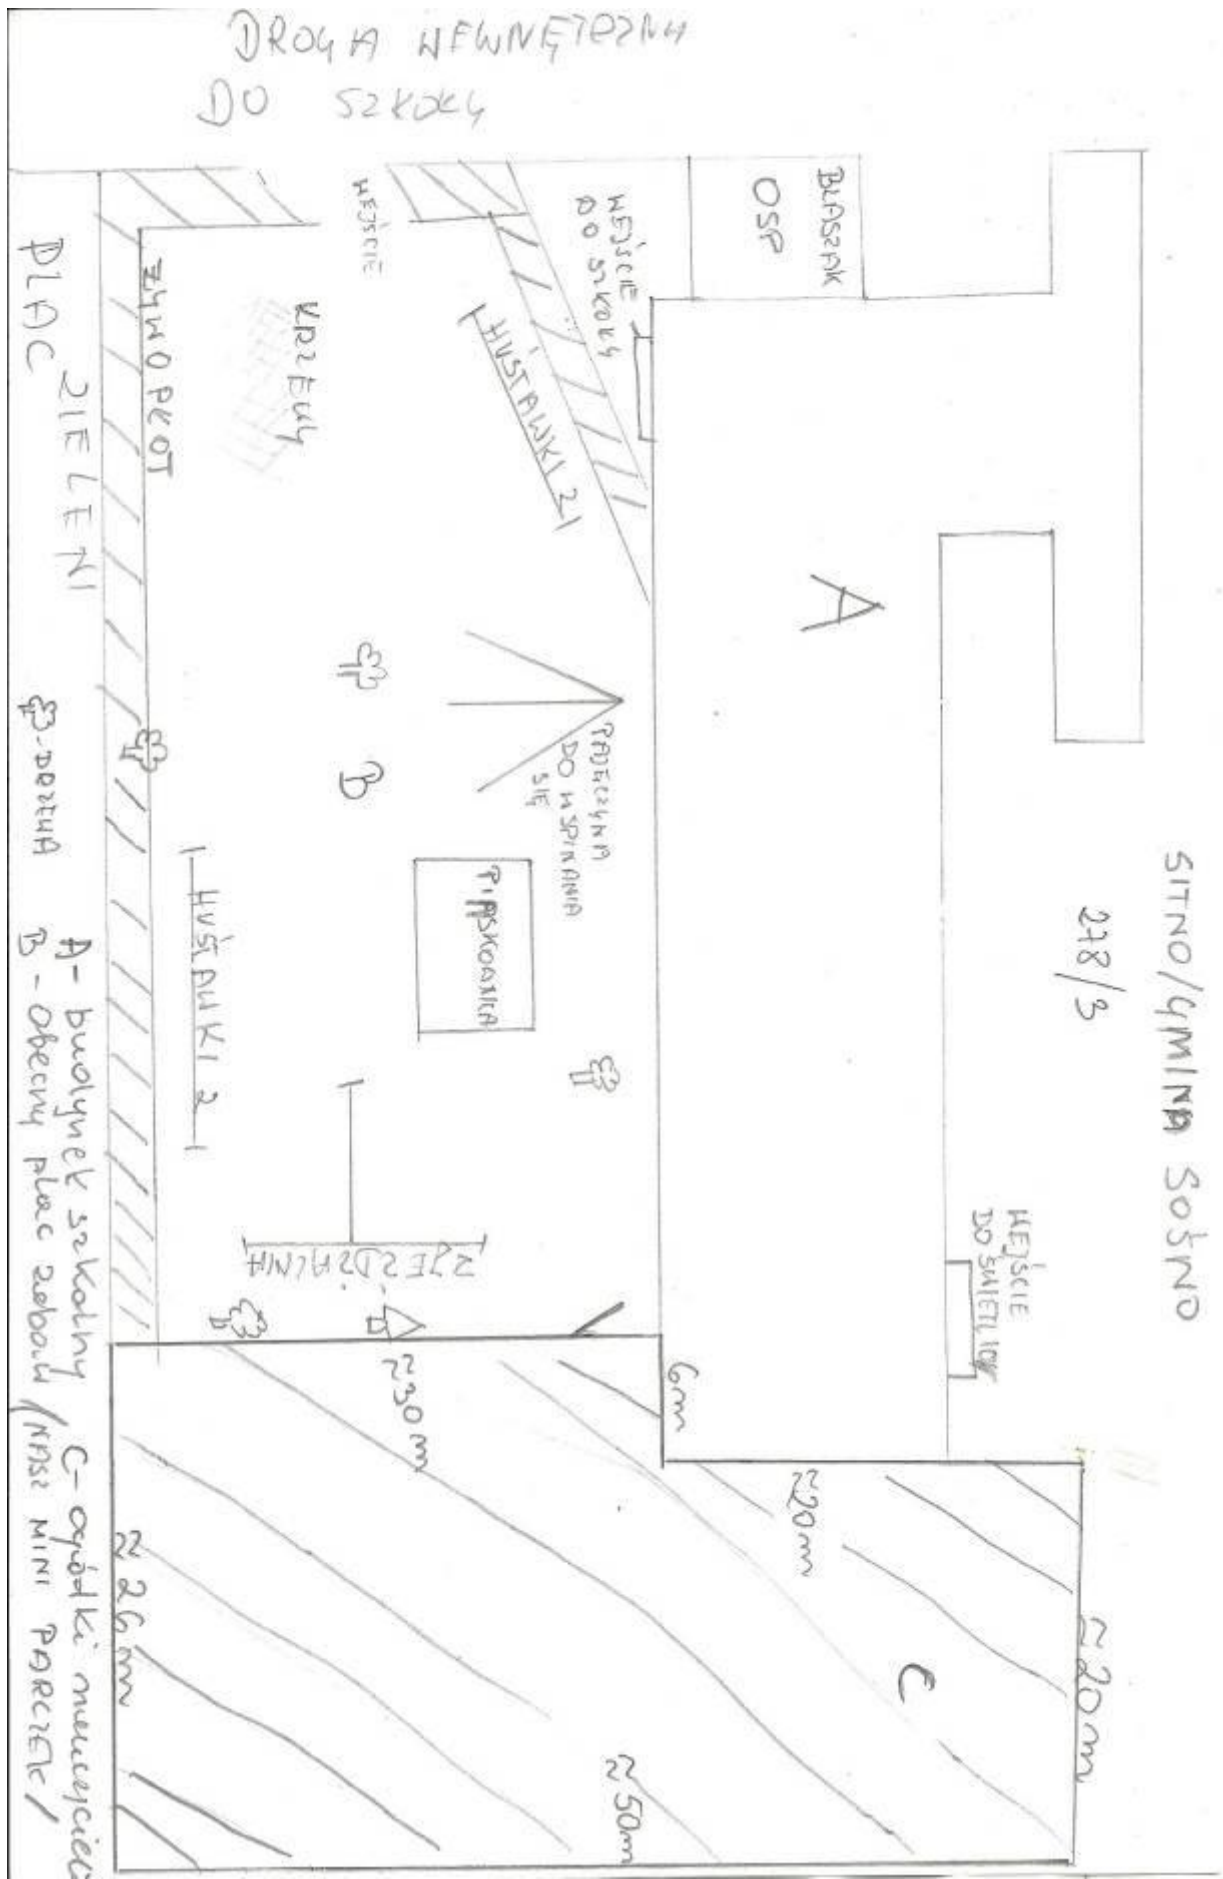 DROGA WEWNĘTRZNA
DO SZKOŁY
SITNO/GMINA SOŚNO
278/3
BLASZAK
OSP
WEJŚCIE
DO SZKOŁY
WEJŚCIE
HUŚTAWKI 2
KRZEWY
ŻYWOPŁOT
PLAC ZIELENI
A
WEJŚCIE
DO ŚWIETLICY
PAJĘCZYNA
DO WSPINANIA
SIĘ
B
PIASKOWNICA
HUŚTAWKI 2
ZJEŻDŻALNIA
6m
≈30m
≈20m
≈20m
C
≈26m
≈50m
- DRZEWA
A- budynek szkolny
B - obecny plac zabaw
C- ogródki
/NASZ MINI PARCZEK/